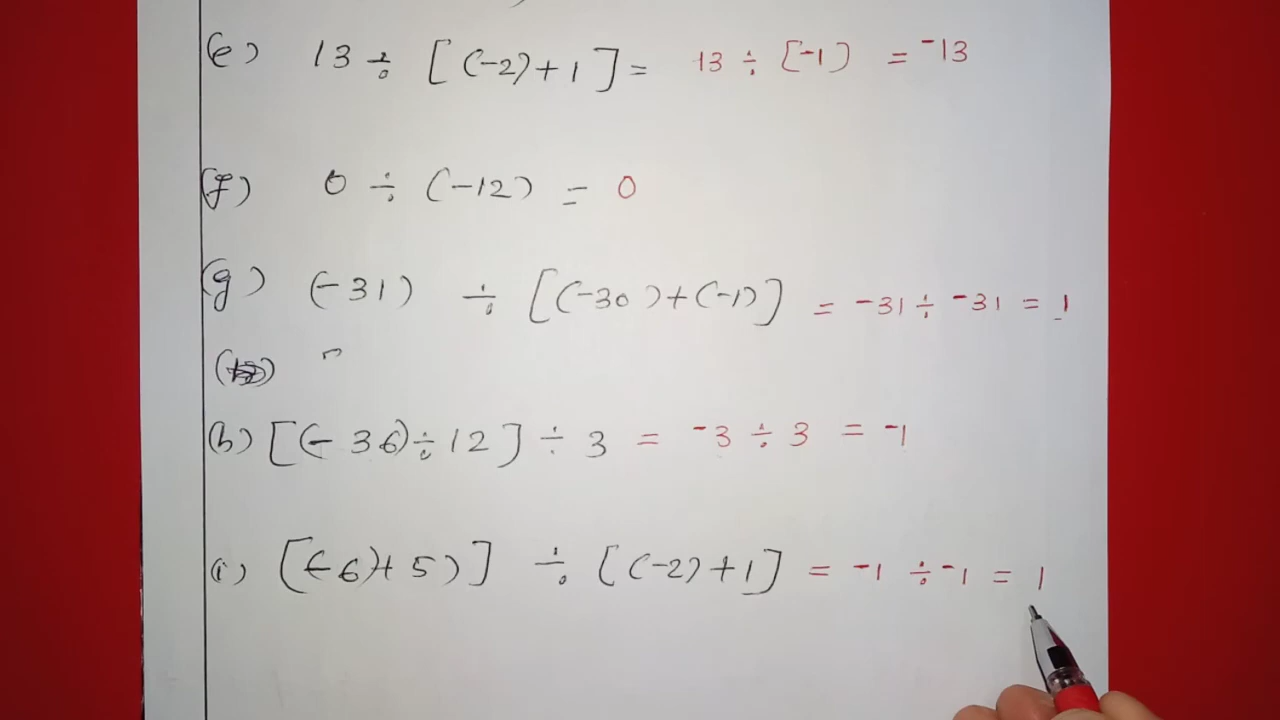 (e) 13 ÷ [(-2)+1] = 13 ÷ [-1] = -13
(f) 0 ÷ (-12) = 0
(g) (-31) ÷ [(-30)+(-1)] = -31 ÷ -31 = 1
(h) [(-36)÷12] ÷ 3 = -3 ÷ 3 = -1
(i) [(-6)+5)] ÷ [(-2)+1] = -1 ÷ -1 = 1